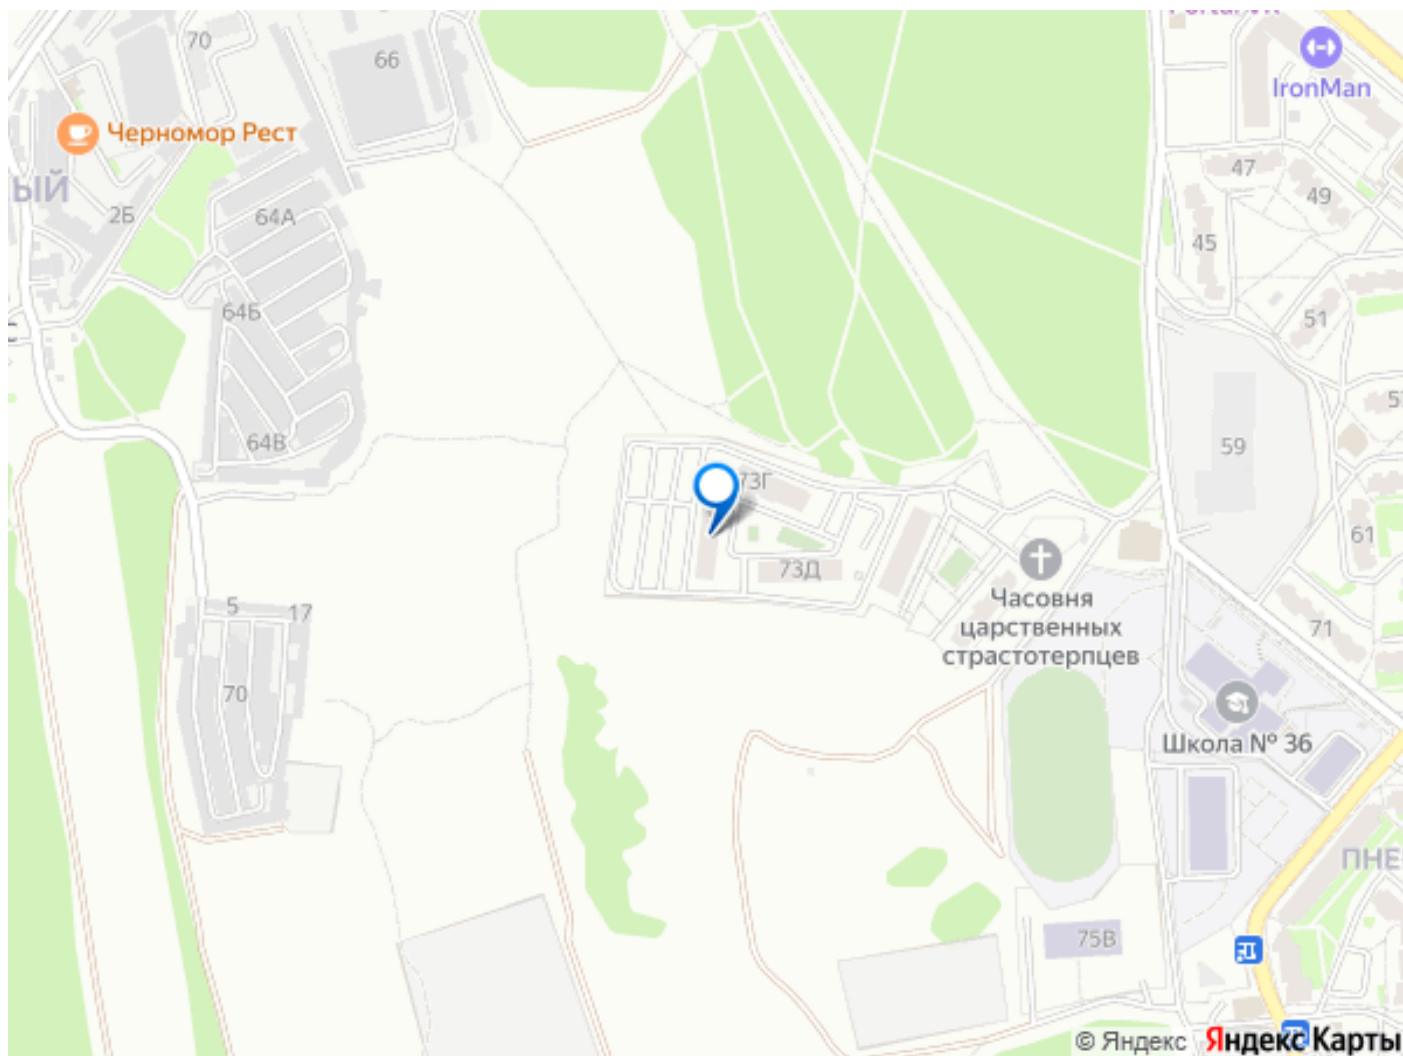 70
66
IronMan
Черномор Рест
ЫЙ
2Б
64А
47
49
45
64Б
51
С
64В
59
73Г
61
73Д
Часовня
царственных
страстотерпцев
5
17
71
70
Школа № 36
ПНЕ
75В
© Яндекс Яндекс Карты